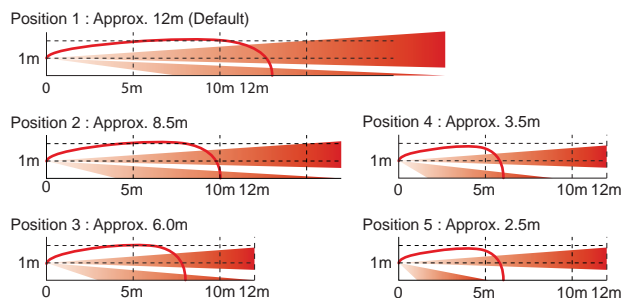 Position 1 : Approx. 12m (Default)
1m
0 5m 10m 12m
Position 2 : Approx. 8.5m
1m
0 5m 10m 12m
Position 3 : Approx. 6.0m
1m
0 5m 10m 12m
Position 4 : Approx. 3.5m
1m
0 5m 10m 12m
Position 5 : Approx. 2.5m
1m
0 5m 10m 12m